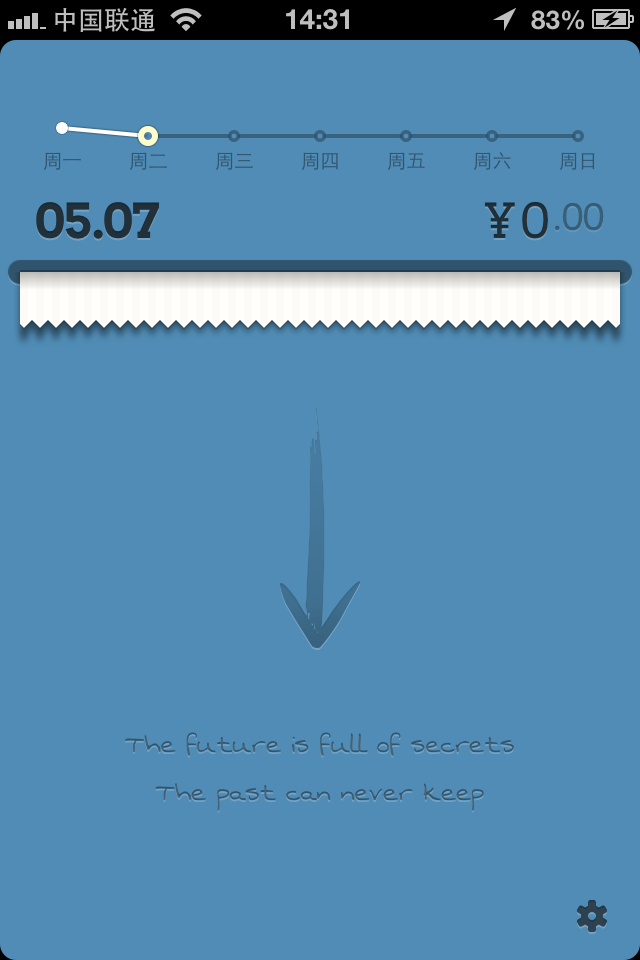 中国联通 14:31 83%
周一 周二 周三 周四 周五 周六 周日
05.07 ¥0.00
The future is full of secrets
The past can never keep